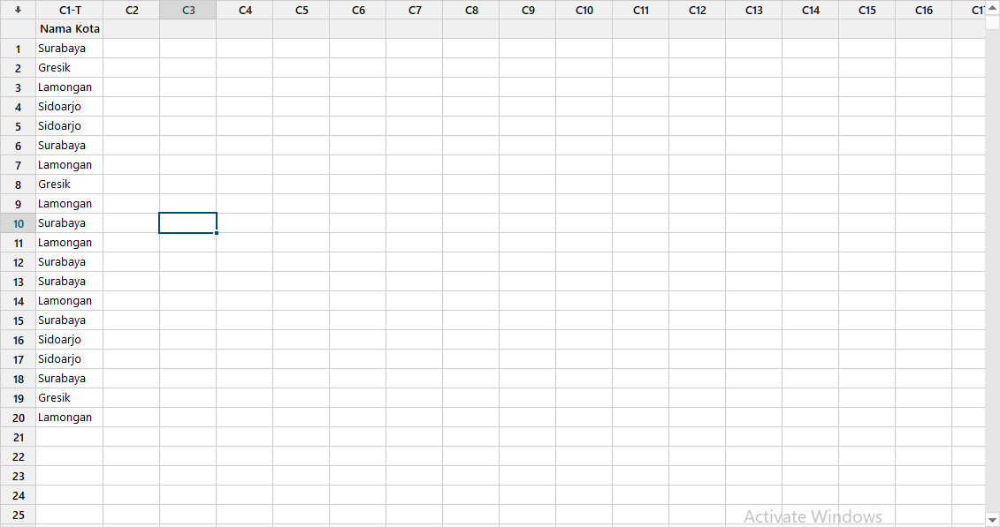 C1-T C2 C3 C4 C5 C6 C7 C8 C9 C10 C11 C12 C13 C14 C15 C16 C17
Nama Kota
1 Surabaya
2 Gresik
3 Lamongan
4 Sidoarjo
5 Sidoarjo
6 Surabaya
7 Lamongan
8 Gresik
9 Lamongan
10 Surabaya
11 Lamongan
12 Surabaya
13 Surabaya
14 Lamongan
15 Surabaya
16 Sidoarjo
17 Sidoarjo
18 Surabaya
19 Gresik
20 Lamongan
21
22
23
24
25
Activate Windows